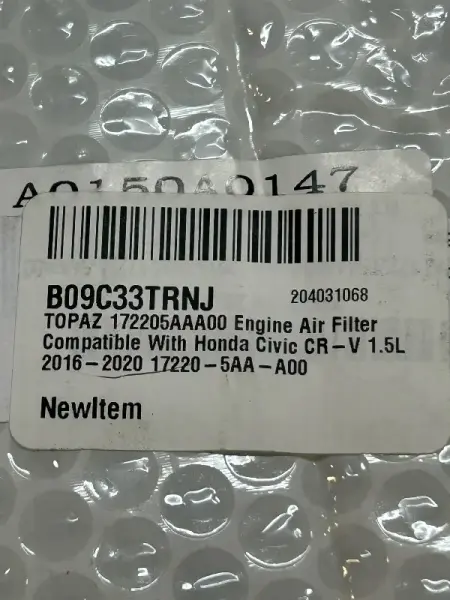 A0150A0147
B09C33TRNJ 204031068
TOPAZ 172205AAA00 Engine Air Filter
Compatible With Honda Civic CR-V 1.5L
2016-2020 17220-5AA-A00
NewItem